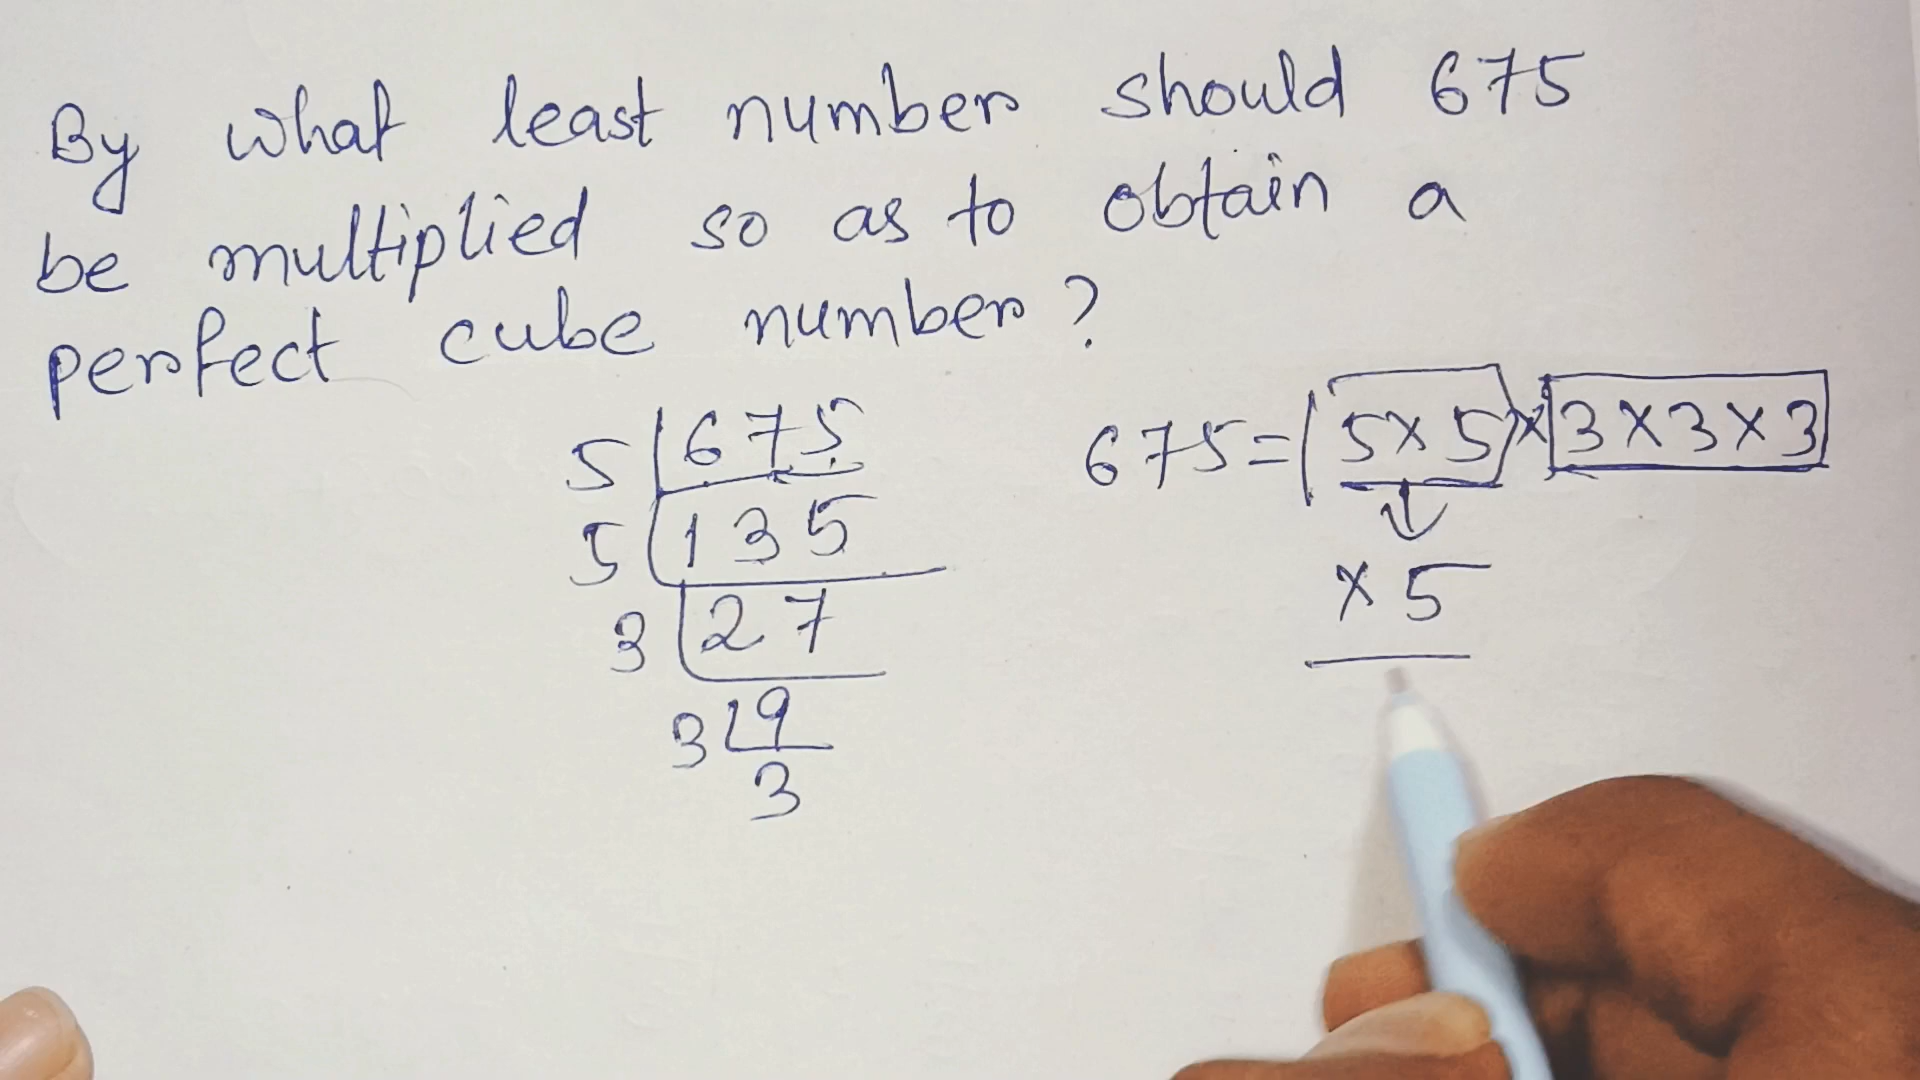 By what least number should 675
be multiplied so as to obtain a
perfect cube number?
5 | 675
5 | 135
3 | 27
3 | 9
3
675 = (5×5)×3×3×3
↓
×5